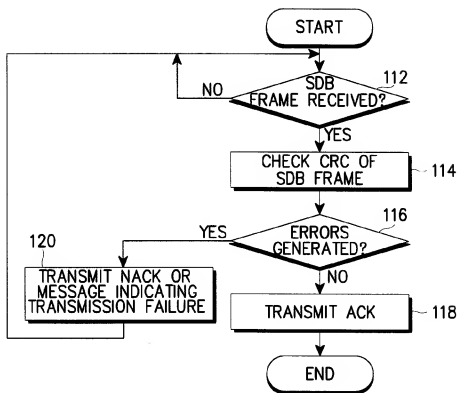 START
SDB
FRAME RECEIVED?
112
NO
YES
CHECK CRC OF
SDB FRAME
114
ERRORS
GENERATED?
116
YES
NO
120
TRANSMIT NACK OR
MESSAGE INDICATING
TRANSMISSION FAILURE
TRANSMIT ACK
118
END